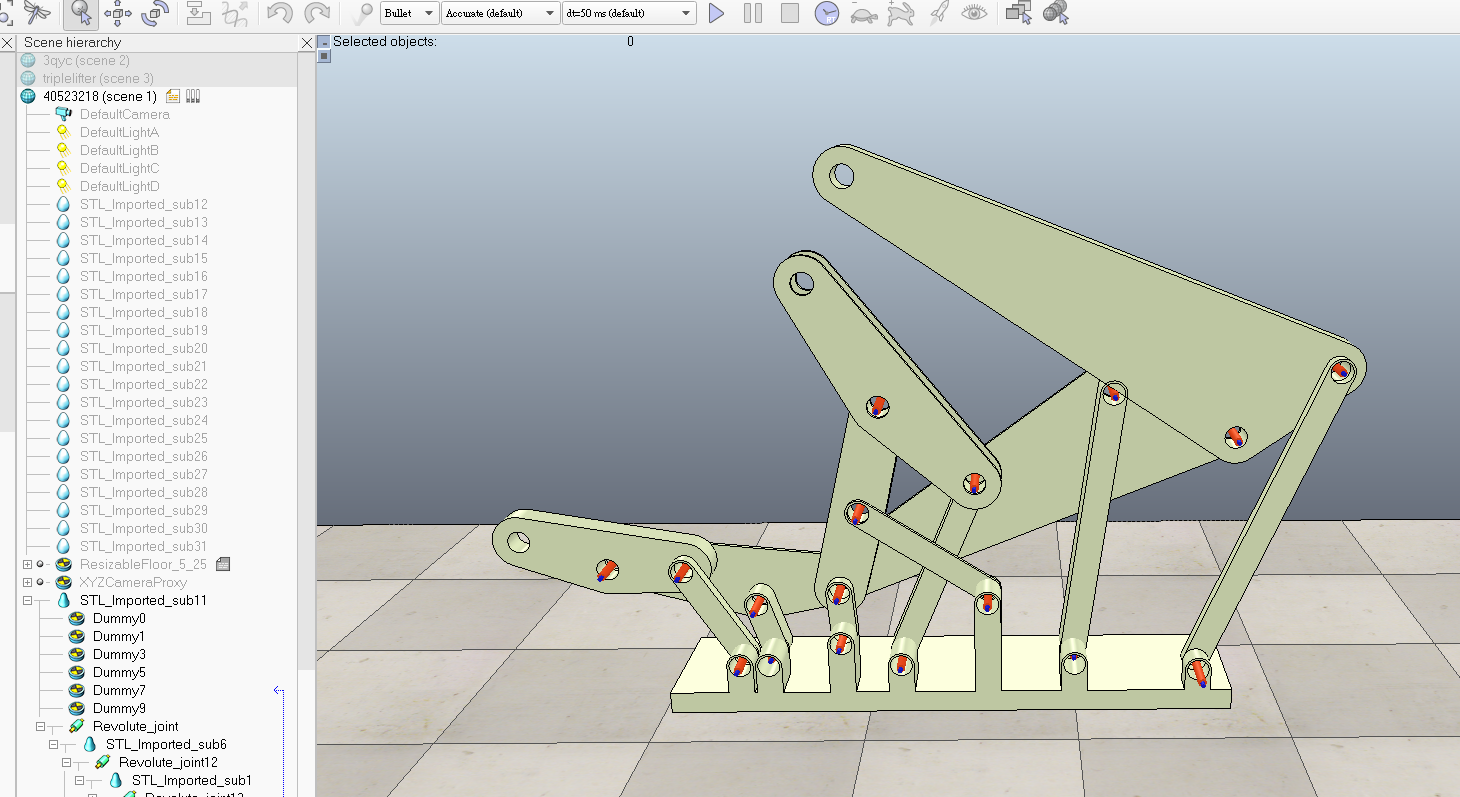 Bullet Accurate (default) dt=50 ms (default)
Scene hierarchy
Selected objects: 0
3qyc (scene 2)
triplelifter (scene 3)
40523218 (scene 1)
DefaultCamera
DefaultLightA
DefaultLightB
DefaultLightC
DefaultLightD
STL_Imported_sub12
STL_Imported_sub13
STL_Imported_sub14
STL_Imported_sub15
STL_Imported_sub16
STL_Imported_sub17
STL_Imported_sub18
STL_Imported_sub19
STL_Imported_sub20
STL_Imported_sub21
STL_Imported_sub22
STL_Imported_sub23
STL_Imported_sub24
STL_Imported_sub25
STL_Imported_sub26
STL_Imported_sub27
STL_Imported_sub28
STL_Imported_sub29
STL_Imported_sub30
STL_Imported_sub31
ResizableFloor_5_25
XYZCameraProxy
STL_Imported_sub11
Dummy0
Dummy1
Dummy3
Dummy5
Dummy7
Dummy9
Revolute_joint
STL_Imported_sub6
Revolute_joint12
STL_Imported_sub1